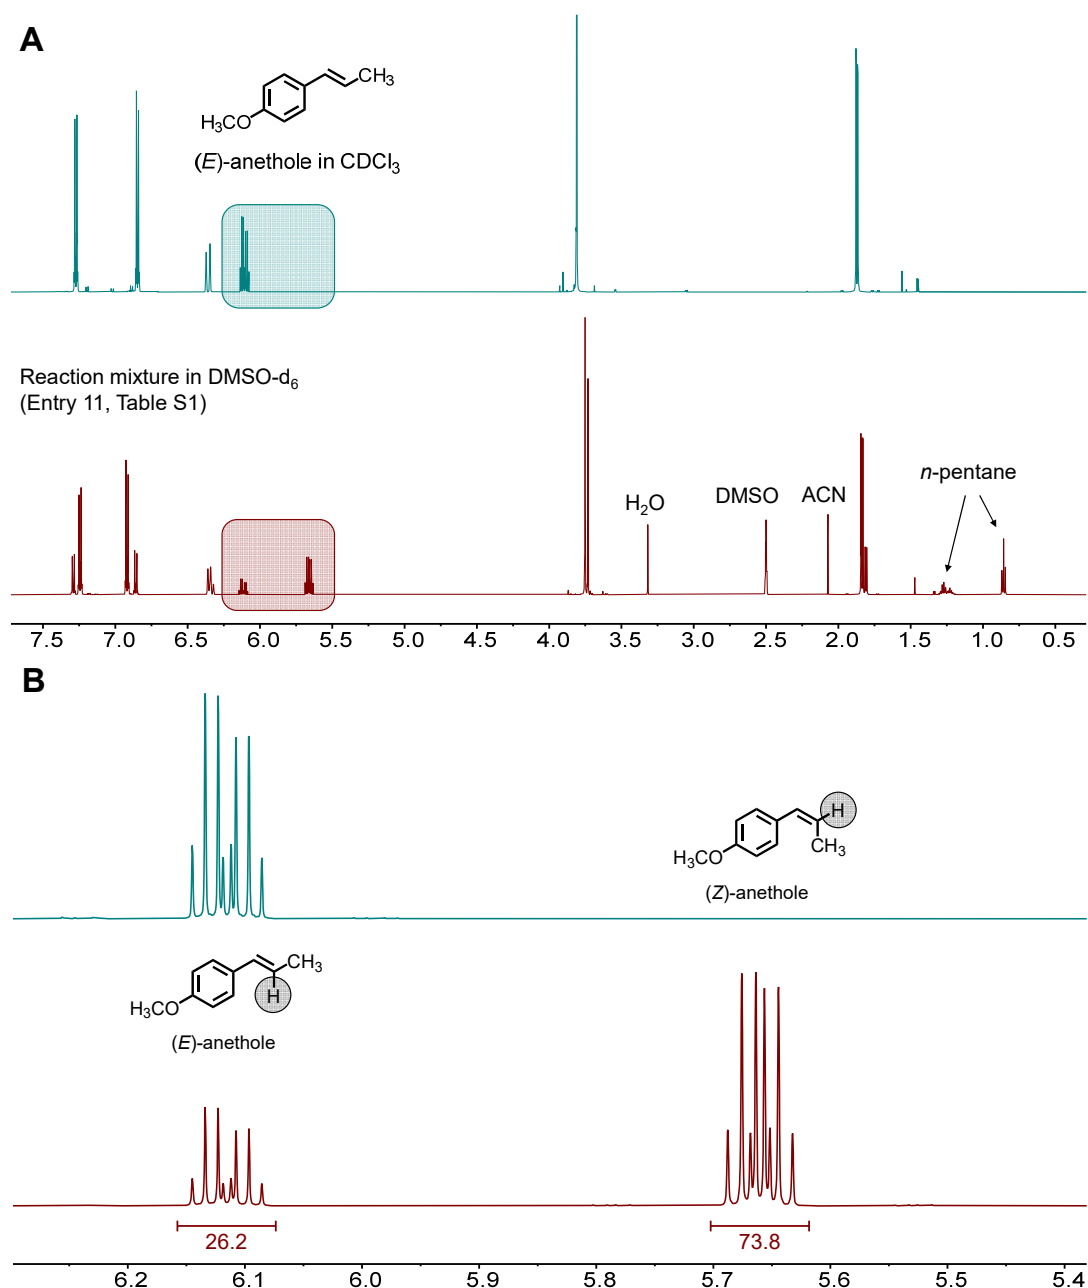 A
CH3
H3CO
(E)-anethole in CDCl3
Reaction mixture in DMSO-d6
(Entry 11, Table S1)
H2O
DMSO
ACN
n-pentane
7.5 7.0 6.5 6.0 5.5 5.0 4.5 4.0 3.5 3.0 2.5 2.0 1.5 1.0 0.5
B
H
CH3
H3CO
(Z)-anethole
CH3
H
H3CO
(E)-anethole
26.2
73.8
6.2 6.1 6.0 5.9 5.8 5.7 5.6 5.5 5.4